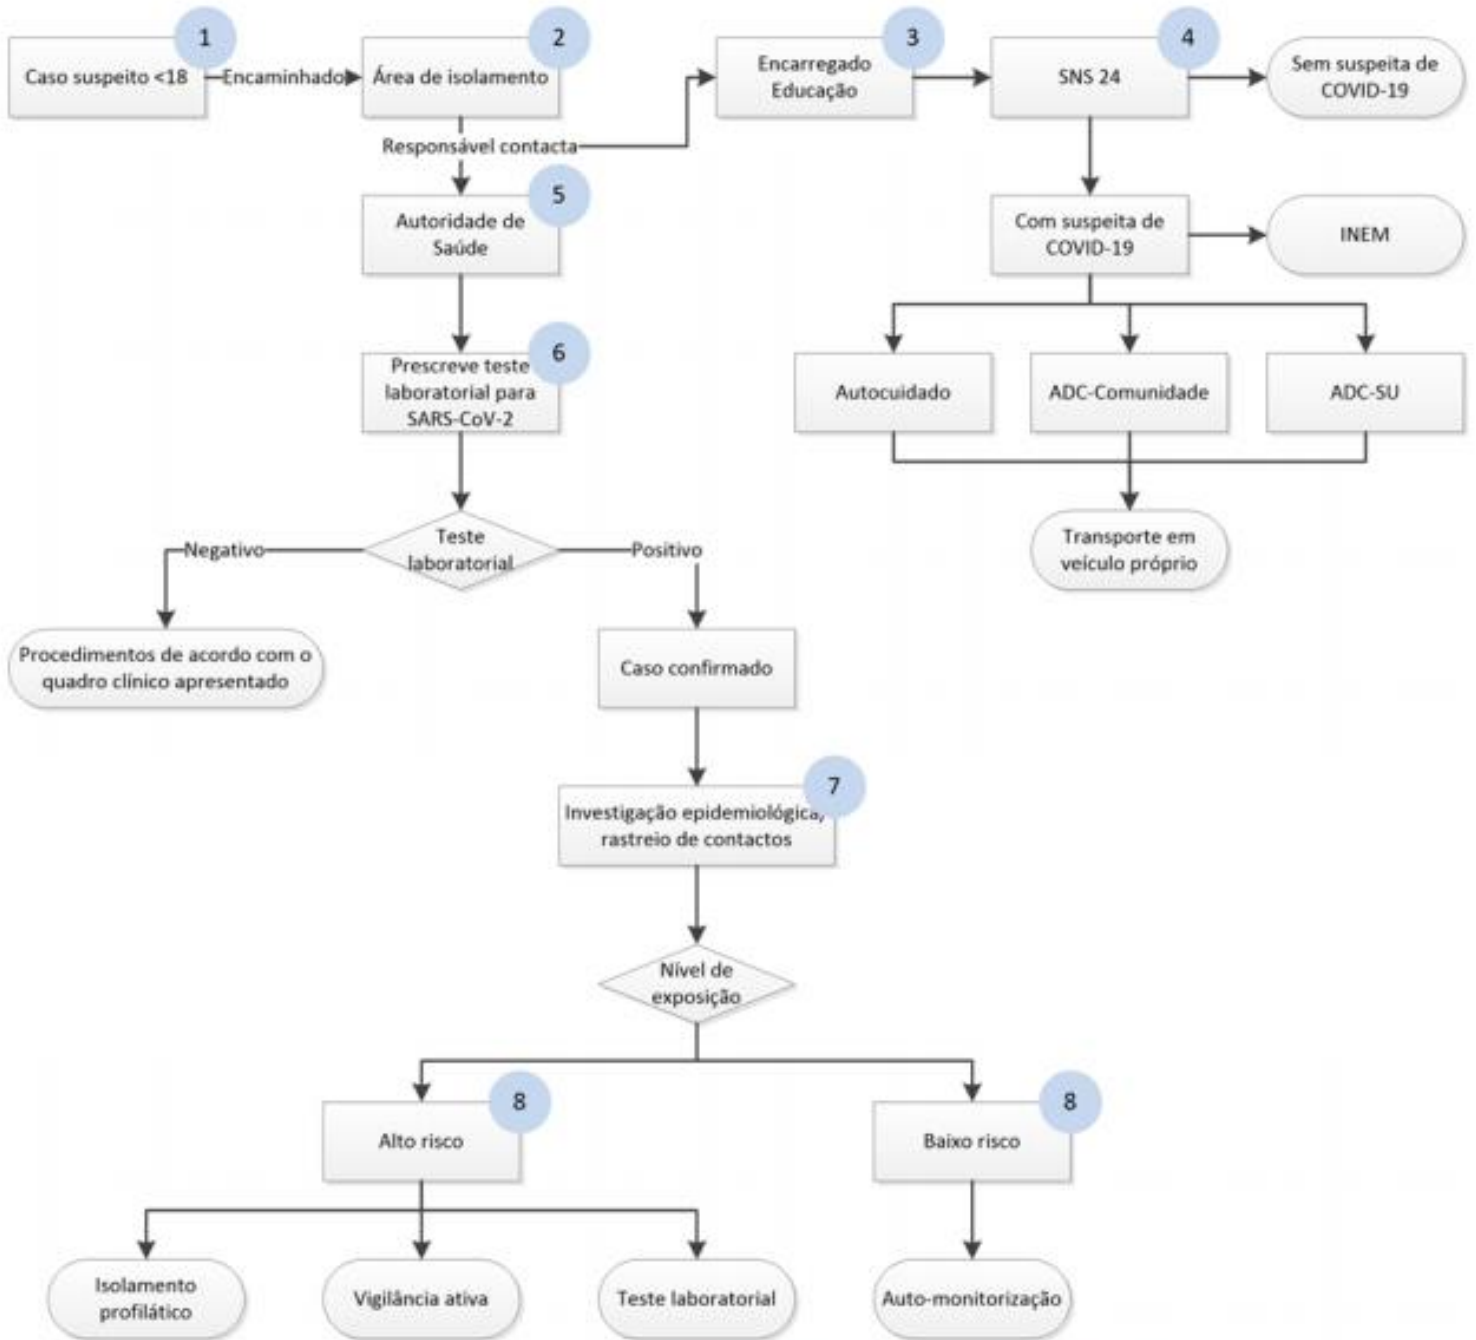 1
Caso suspeito <18
Encaminhado
2
Área de isolamento
3
Encarregado
Educação
4
SNS 24
Sem suspeita de
COVID-19
Responsável contacta
5
Autoridade de
Saúde
Com suspeita de
COVID-19
INEM
6
Prescreve teste
laboratorial para
SARS-CoV-2
Autocuidado
ADC-Comunidade
ADC-SU
Transporte em
veículo próprio
Teste
laboratorial
Negativo
Positivo
Procedimentos de acordo com o
quadro clínico apresentado
Caso confirmado
7
Investigação epidemiológica,
rastreio de contactos
Nível de
exposição
8
Alto risco
8
Baixo risco
Isolamento
profilático
Vigilância ativa
Teste laboratorial
Auto-monitorização